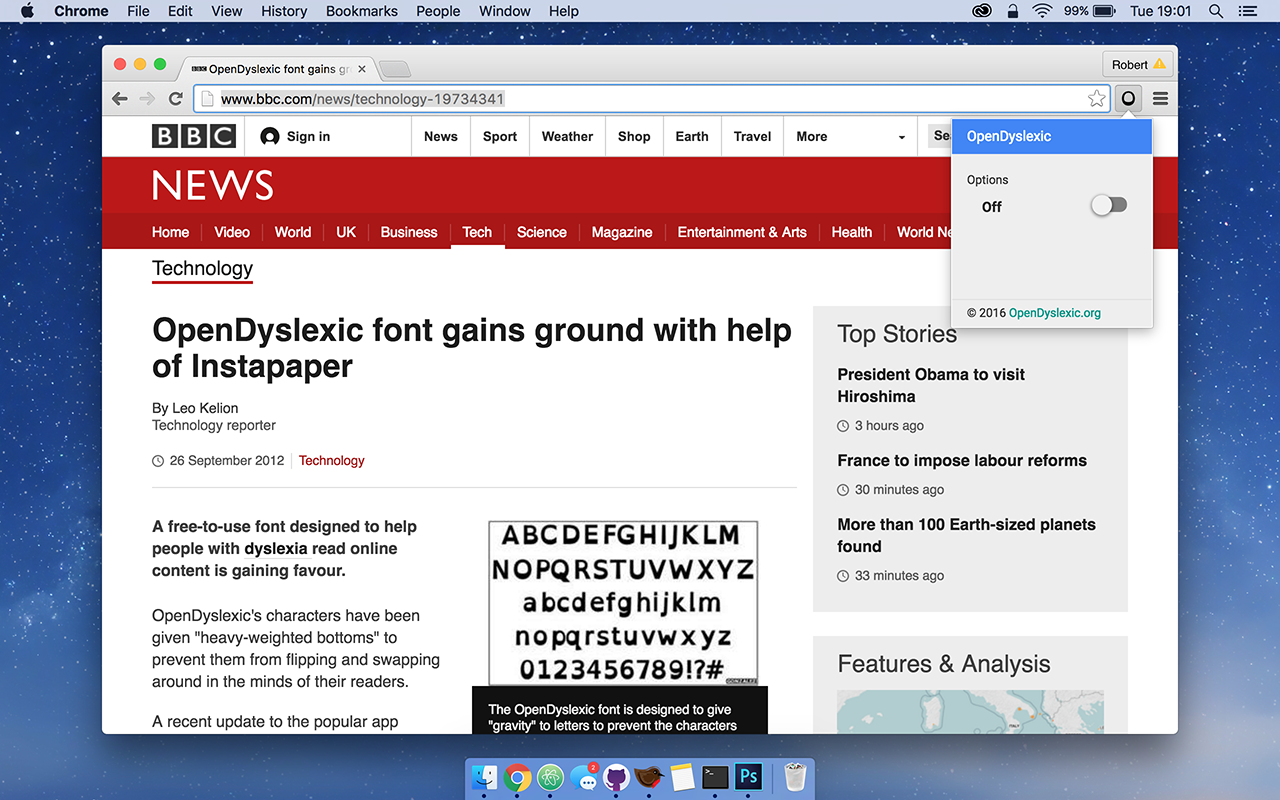 Chrome File Edit View History Bookmarks People Window Help 99% Tue 19:01
BBC OpenDyslexic font gains gr
Robert
www.bbc.com/news/technology-19734341
BBC Sign in News Sport Weather Shop Earth Travel More Se
OpenDyslexic
Options
Off
© 2016 OpenDyslexic.org
NEWS
Home Video World UK Business Tech Science Magazine Entertainment & Arts Health World Ne
Technology
OpenDyslexic font gains ground with help
of Instapaper
By Leo Kelion
Technology reporter
26 September 2012 Technology
A free-to-use font designed to help
people with dyslexia read online
content is gaining favour.
OpenDyslexic's characters have been
given "heavy-weighted bottoms" to
prevent them from flipping and swapping
around in the minds of their readers.
A recent update to the popular app
ABCDEFGHIJKLM
NOPQRSTUVWXYZ
abcdefghijklm
nopqrstuvwxyz
0123456789!?#
GONZALEZ
The OpenDyslexic font is designed to give
"gravity" to letters to prevent the characters
Top Stories
President Obama to visit
Hiroshima
3 hours ago
France to impose labour reforms
30 minutes ago
More than 100 Earth-sized planets
found
33 minutes ago
Features & Analysis
ITALY
2
Ps